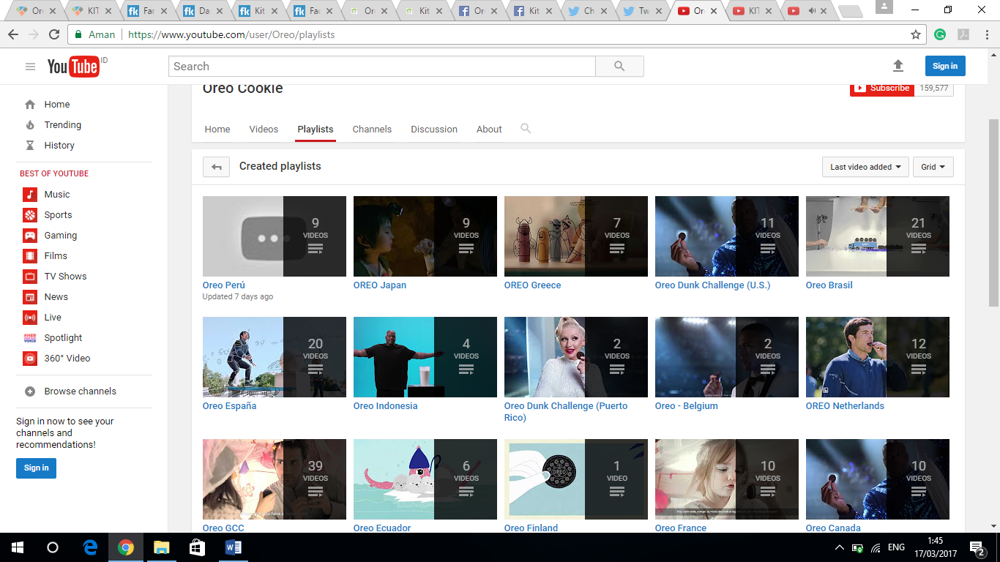 Ore
KIT
Far
Da
Kit
Fac
Ore
Kit
Ore
Kit
Ch
Tw
Ore
KIT
Aman https://www.youtube.com/user/Oreo/playlists
YouTube ID
Search
Sign in
Oreo Cookie
Subscribe 159,577
Home Videos Playlists Channels Discussion About
Home
Trending
History
BEST OF YOUTUBE
Music
Sports
Gaming
Films
TV Shows
News
Live
Spotlight
360° Video
Browse channels
Sign in now to see your
channels and
recommendations!
Sign in
Created playlists
Last video added Grid
9 VIDEOS
Oreo Perú
Updated 7 days ago
9 VIDEOS
OREO Japan
7 VIDEOS
OREO Greece
11 VIDEOS
Oreo Dunk Challenge (U.S.)
21 VIDEOS
Oreo Brasil
20 VIDEOS
Oreo España
4 VIDEOS
Oreo Indonesia
2 VIDEOS
Oreo Dunk Challenge (Puerto
Rico)
2 VIDEOS
Oreo - Belgium
12 VIDEOS
OREO Netherlands
39 VIDEOS
Oreo GCC
6 VIDEOS
Oreo Ecuador
1 VIDEO
OREO
Oreo Finland
10 VIDEOS
Oreo France
10 VIDEOS
Oreo Canada
ENG
1:45
17/03/2017
2